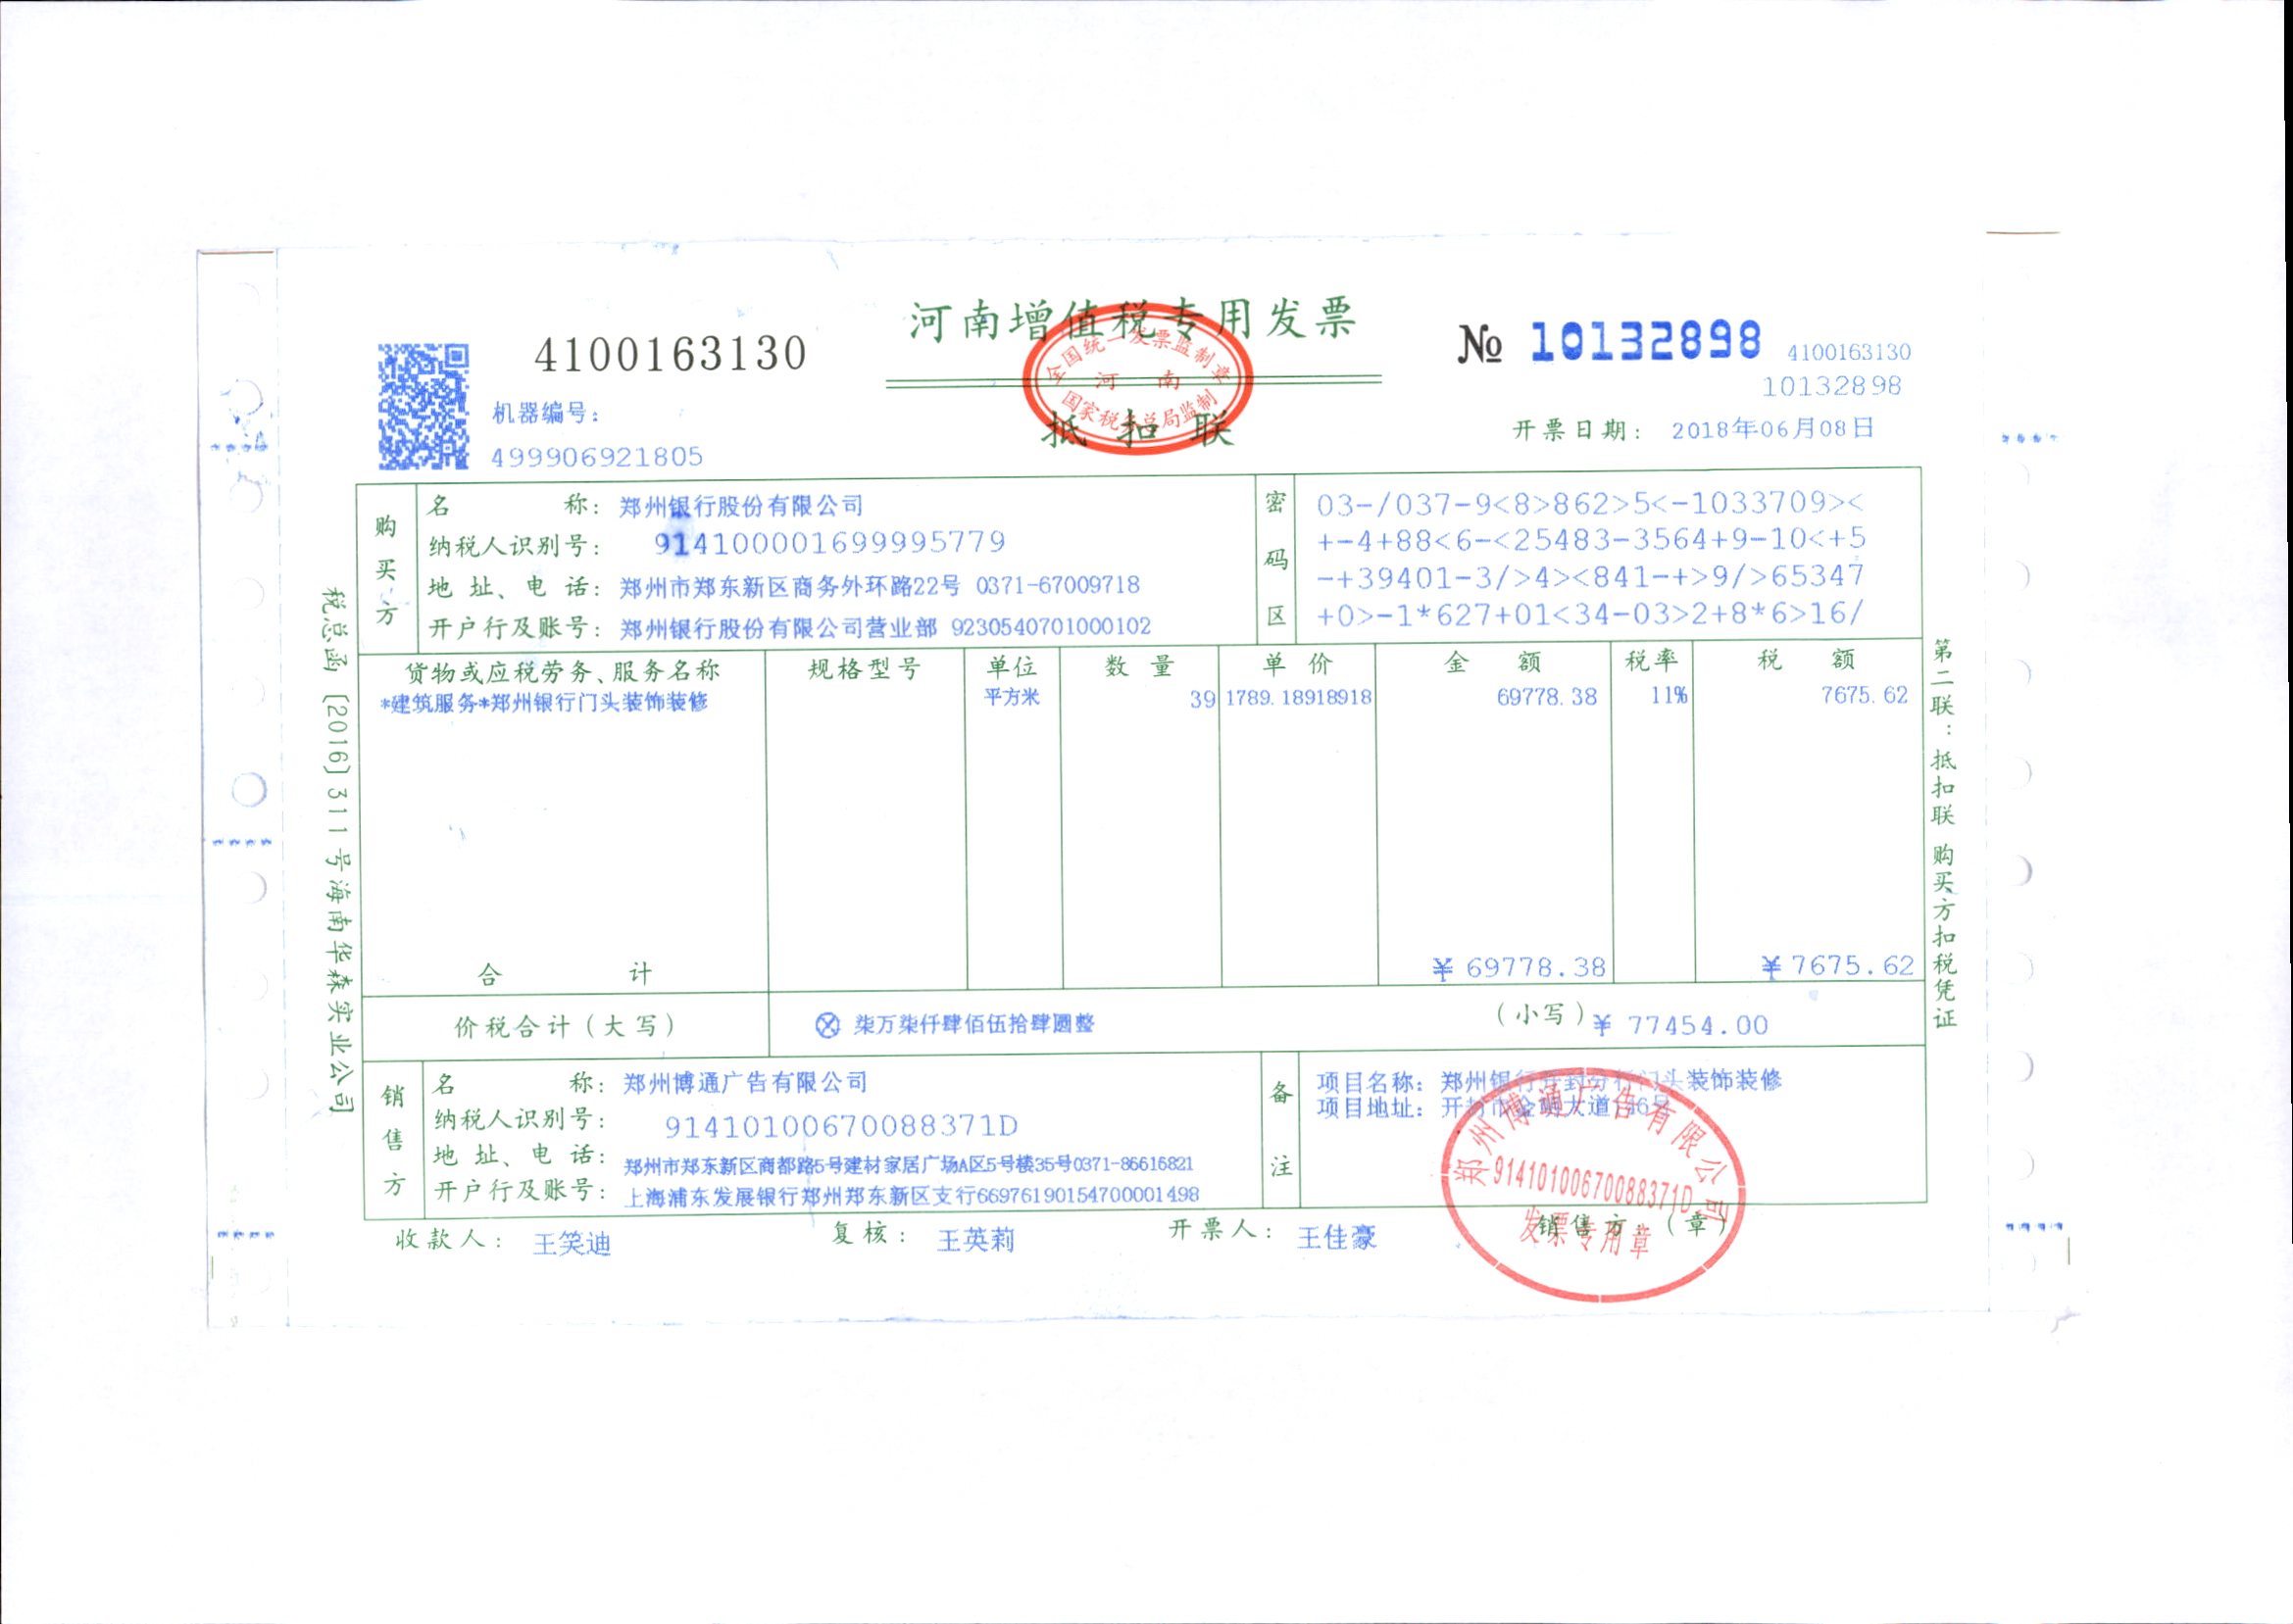 河南增值税专用发票
4100163130
№ 10132898
4100163130
10132898
全国统一发票监制章
河 南
国家税务总局监制
抵扣联
机器编号：
499906921805
开票日期： 2018年06月08日
购买方
名 称： 郑州银行股份有限公司
纳税人识别号： 914100001699995779
地 址、电 话： 郑州市郑东新区商务外环路22号 0371-67009718
开户行及账号： 郑州银行股份有限公司营业部 9230540701000102
密码区
03-/037-9<8>862>5<-1033709><
+-4+88<6-<25483-3564+9-10<+5
-+39401-3/>4><841-+>9/>65347
+0>-1*627+01<34-03>2+8*6>16/
货物或应税劳务、服务名称 规格型号 单位 数 量 单 价 金 额 税率 税 额
*建筑服务*郑州银行门头装饰装修 平方米 39 1789.18918918 69778.38 11% 7675.62
合 计 ¥ 69778.38 ¥ 7675.62
价税合计（大写） ⊗ 柒万柒仟肆佰伍拾肆圆整 （小写）¥ 77454.00
销售方
名 称： 郑州博通广告有限公司
纳税人识别号： 91410100670088371D
地 址、电 话： 郑州市郑东新区商都路5号建材家居广场A区5号楼35号0371-86616821
开户行及账号： 上海浦东发展银行郑州郑东新区支行66976190154700001498
备注
项目名称：郑州银行开封分行门头装饰装修
项目地址：开封市金明大道
收款人： 王笑迪 复核： 王英莉 开票人： 王佳豪 销售方：（章）
郑州博通广告有限公司
91410100670088371D
发票专用章
税总函〔2016〕311号海南华森实业公司
第二联：抵扣联 购买方扣税凭证